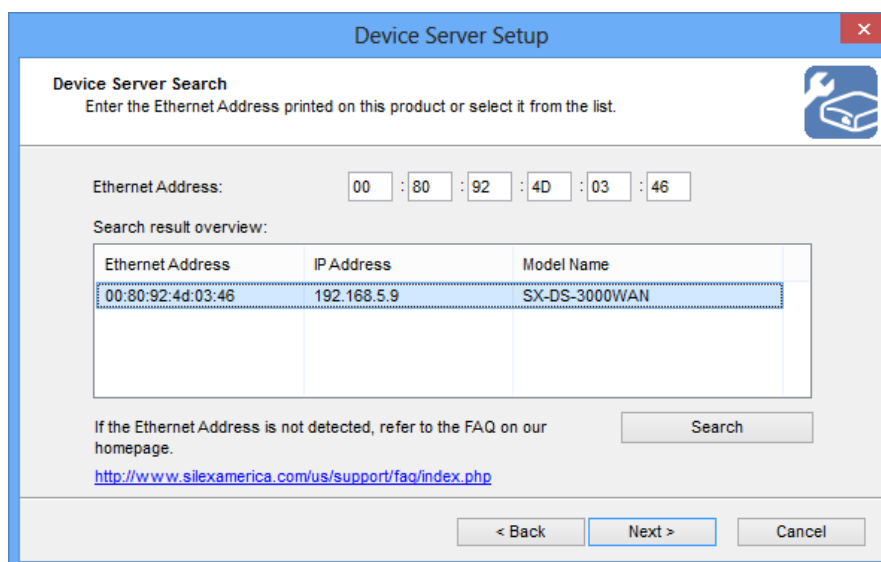 Device Server Setup
Device Server Search
Enter the Ethernet Address printed on this product or select it from the list.
Ethernet Address: 00 : 80 : 92 : 4D : 03 : 46
Search result overview:
Ethernet Address IP Address Model Name
00:80:92:4d:03:46 192.168.5.9 SX-DS-3000WAN
If the Ethernet Address is not detected, refer to the FAQ on our
homepage.
Search
http://www.silexamerica.com/us/support/faq/index.php
< Back Next > Cancel